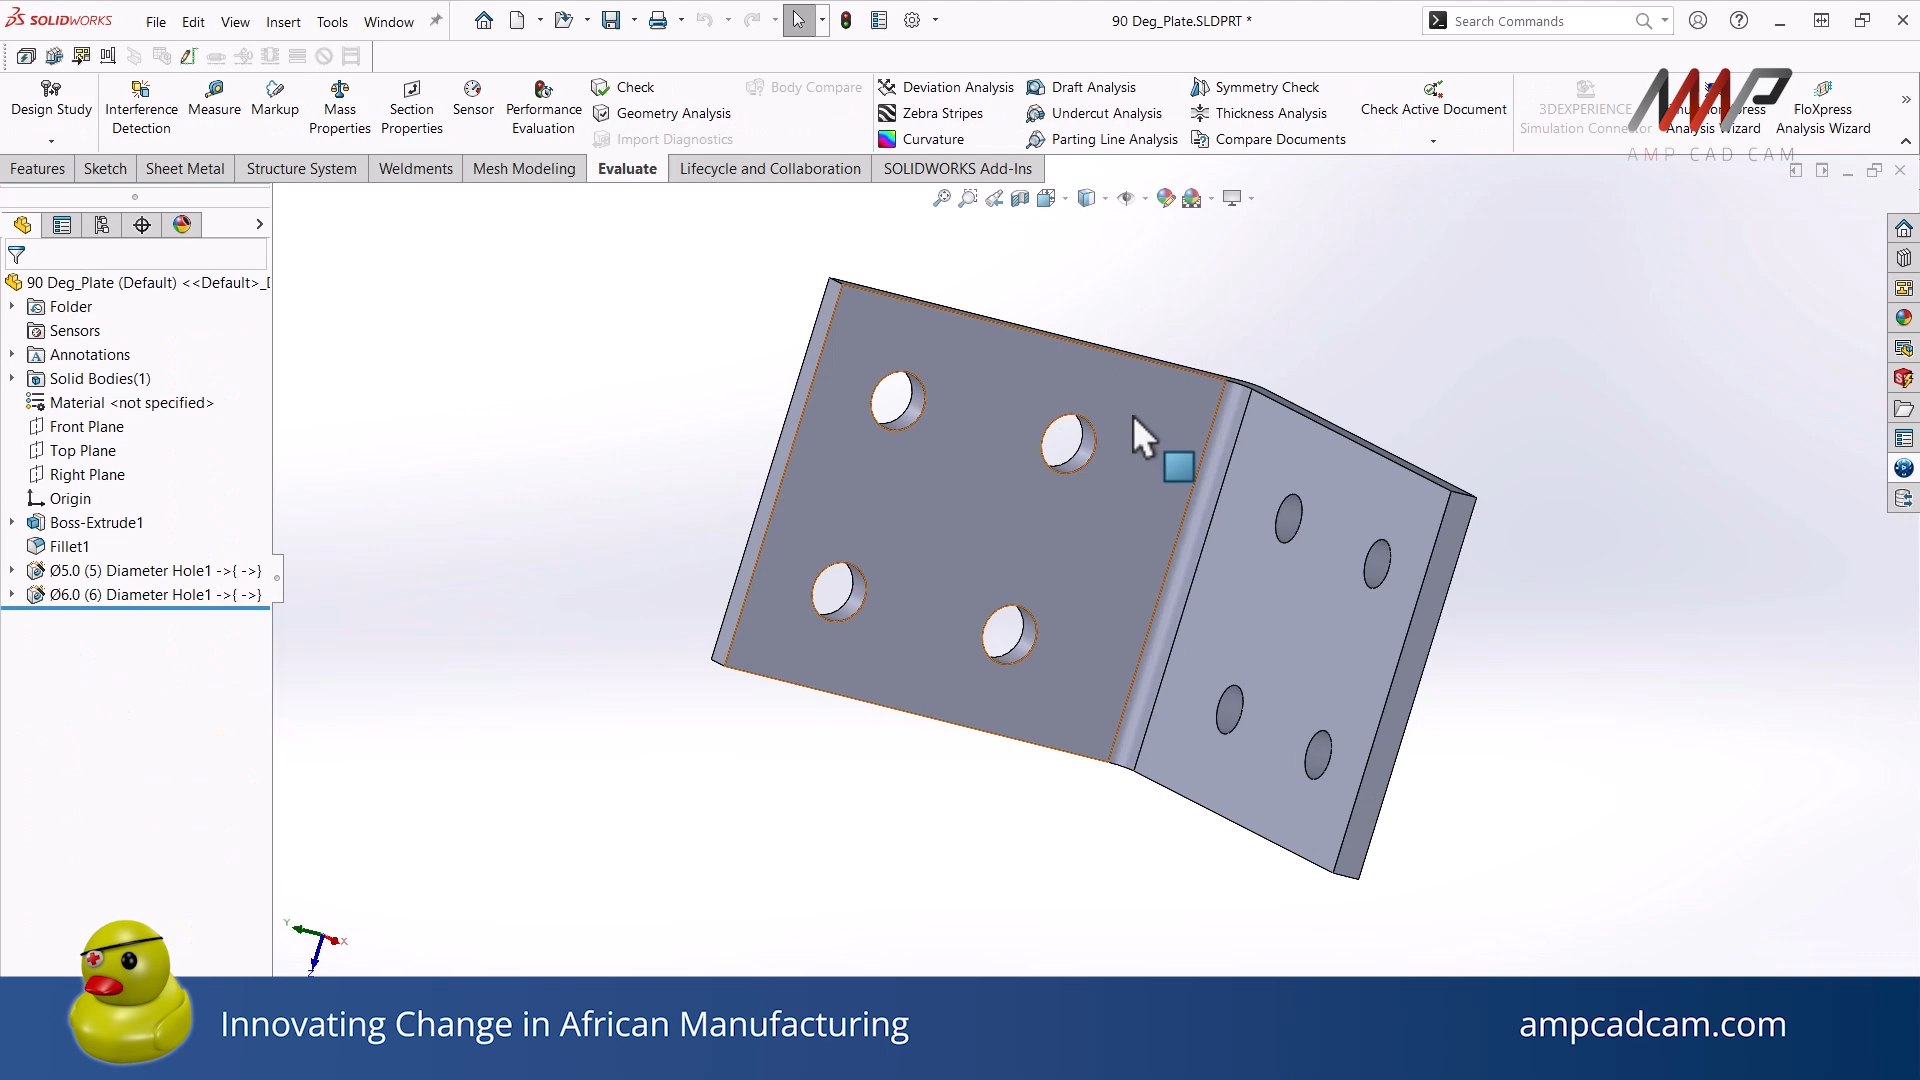 SOLIDWORKS
File Edit View Insert Tools Window
90 Deg_Plate.SLDPRT *
Search Commands
Design Study
Interference Detection
Measure
Markup
Mass Properties
Section Properties
Sensor
Performance Evaluation
Check
Geometry Analysis
Import Diagnostics
Body Compare
Deviation Analysis
Zebra Stripes
Curvature
Draft Analysis
Undercut Analysis
Parting Line Analysis
Symmetry Check
Thickness Analysis
Compare Documents
Check Active Document
3DEXPERIENCE
Simulation Connector
Analysis Wizard
FloXpress
Analysis Wizard
AMP
AMP CAD CAM
Features Sketch Sheet Metal Structure System Weldments Mesh Modeling Evaluate Lifecycle and Collaboration SOLIDWORKS Add-Ins
90 Deg_Plate (Default) <<Default>_
Folder
Sensors
Annotations
Solid Bodies(1)
Material <not specified>
Front Plane
Top Plane
Right Plane
Origin
Boss-Extrude1
Fillet1
Ø5.0 (5) Diameter Hole1 ->{ ->}
Ø6.0 (6) Diameter Hole1 ->{ ->}
Y
X
Z
Innovating Change in African Manufacturing
ampcadcam.com